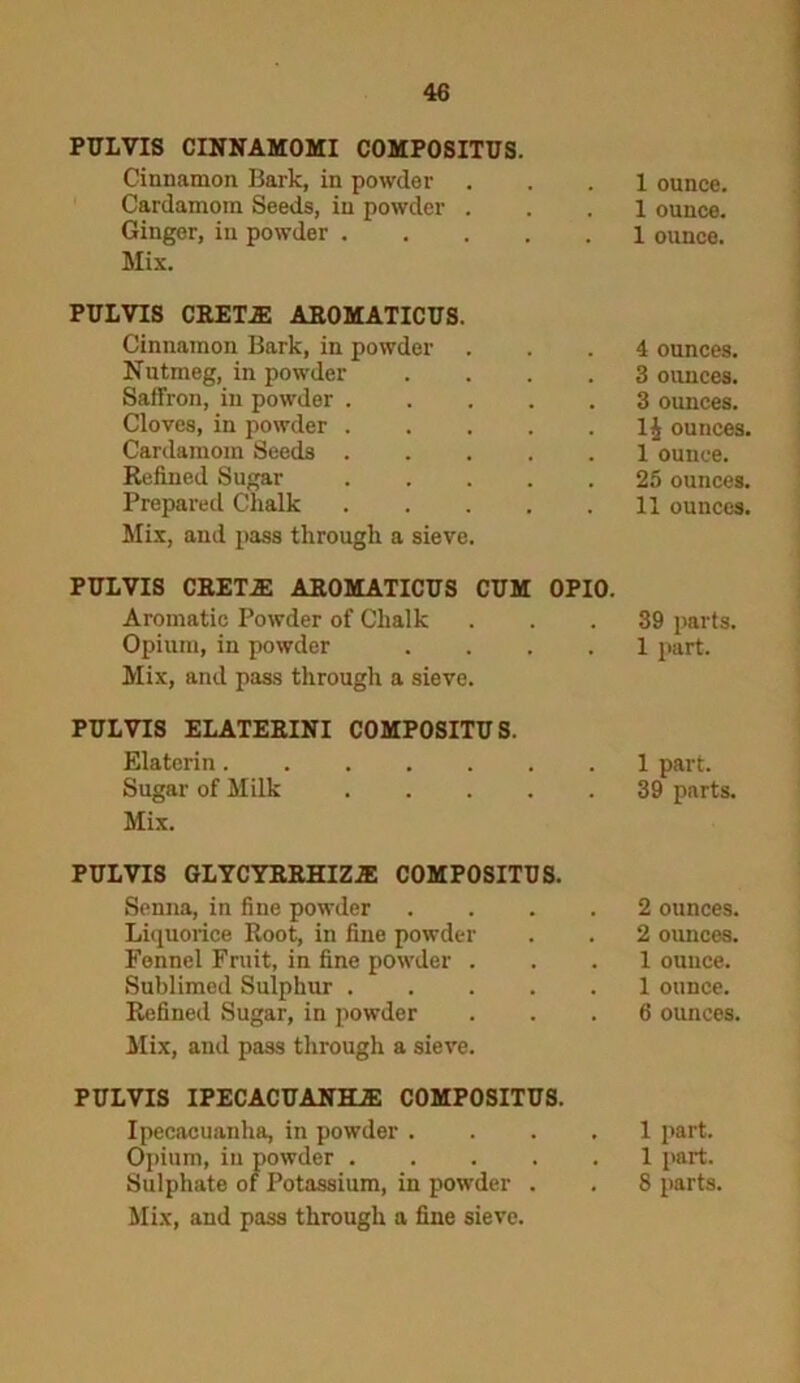 46
PULVIS CINNAMOMI COMPOSITUS.
Cinnamon Bark, in powder . . . 1 ounce.
Cardamom Seeds, in powder . . . 1 ounce.
Ginger, in powder . . . . . 1 ounce.
Mix.
PULVIS CRETÆ AROMATICUS.
Cinnamon Bark, in powder . . . 4 ounces.
Nutmeg, in powder . . . . 3 ounces.
Saffron, in powder . . . . . 3 ounces.
Cloves, in powder . . . . . 1½ ounces.
Cardamom Seeds . . . . . 1 ounce.
Refined Sugar . . . . . 25 ounces.
Prepared Chalk . . . . . 11 ounces.
Mix, and pass through a sieve.
PULVIS CRETÆ AROMATICUS CUM OPIO.
Aromatic Powder of Chalk . . . 39 parts.
Opium, in powder . . . . 1 part.
Mix, and pass through a sieve.
PULVIS ELATERINI COMPOSITUS.
Elaterin . . . . . . . 1 part.
Sugar of Milk . . . . . 39 parts.
Mix.
PULVIS GLYCYRRHIZÆ COMPOSITUS.
Senna, in fine powder . . . . 2 ounces.
Liquorice Root, in fine powder . . 2 ounces.
Fennel Fruit, in fine powder . . . 1 ounce.
Sublimed Sulphur . . . . . 1 ounce.
Refined Sugar, in powder . . . 6 ounces.
Mix, and pass through a sieve.
PULVIS IPECACUANHÆ COMPOSITUS.
Ipecacuanha, in powder . . . . 1 part.
Opium, in powder . . . . . 1 part.
Sulphate of Potassium, in powder . . 8 parts.
Mix, and pass through a fine sieve.